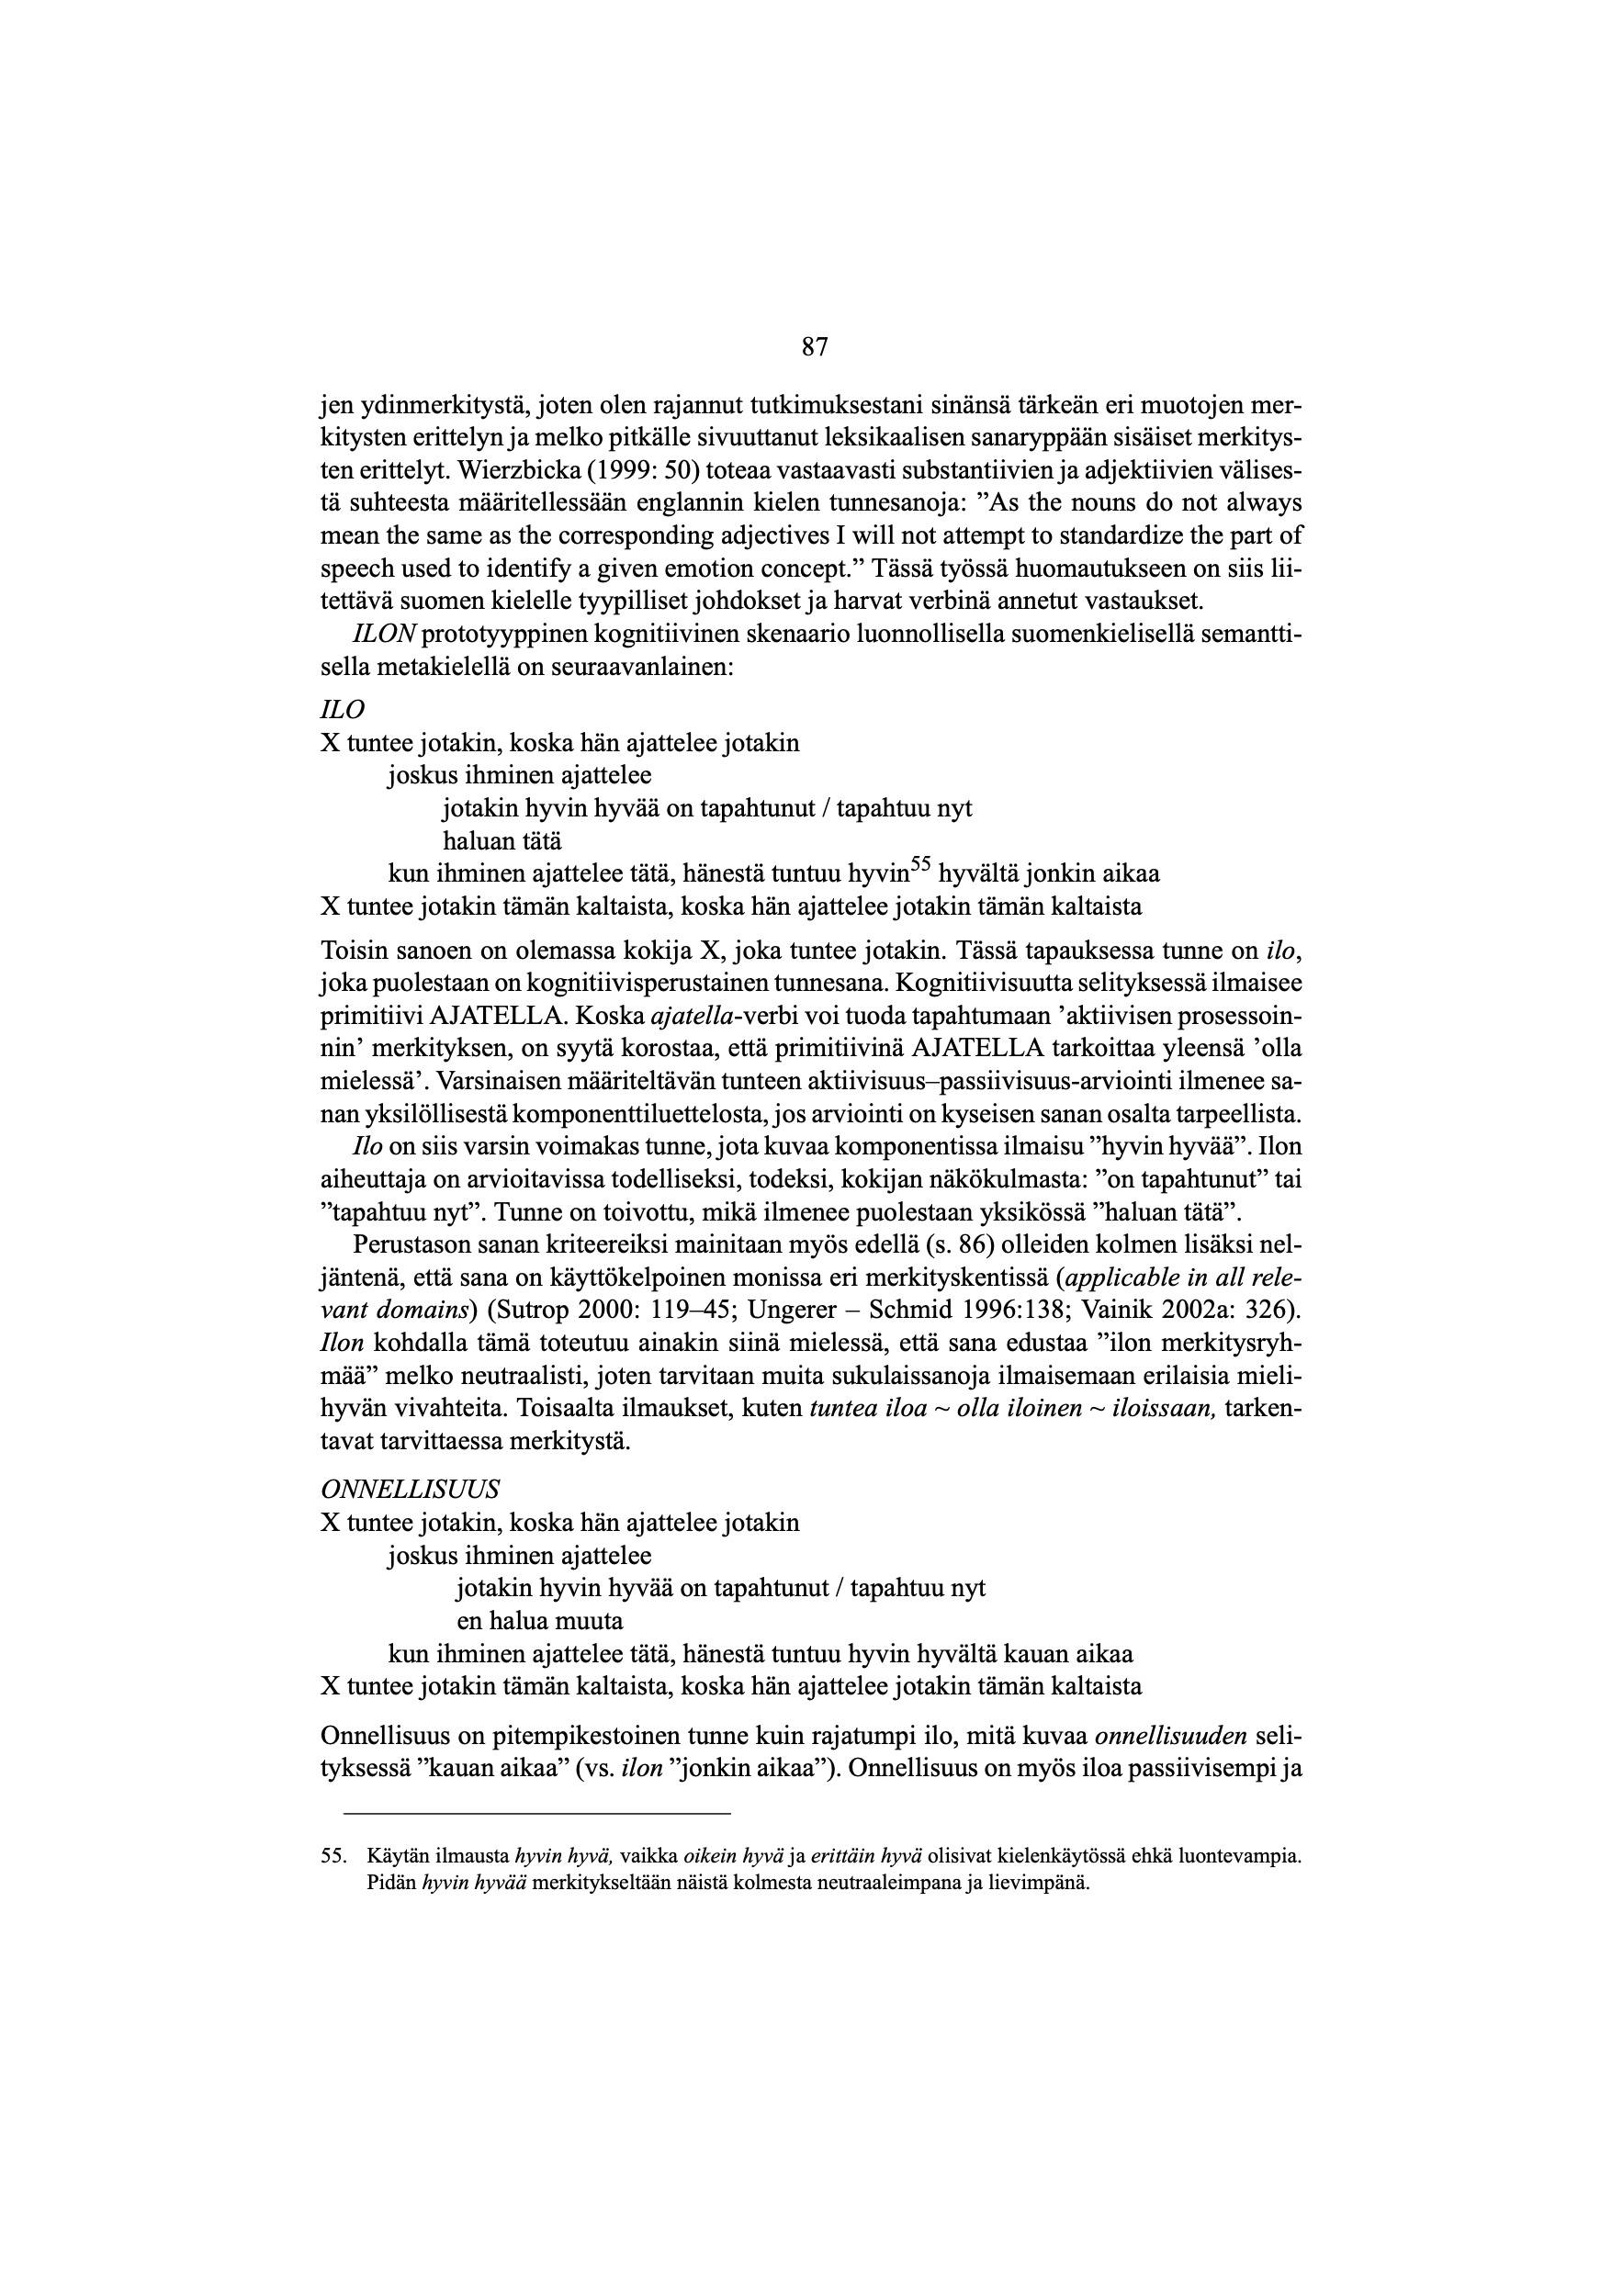 87
jen ydinmerkitystä, joten olen rajannut tutkimuksestani sinänsä tärkeän eri muotojen mer-
kitysten erittelyn ja melko pitkälle sivuuttanut leksikaalisen sanaryppään sisäiset merkitys-
ten erittelyt. Wierzbicka (1999: 50) toteaa vastaavasti substantiivien ja adjektiivien välises-
tä suhteesta määritellessään englannin kielen tunnesanoja: ”As the nouns do not always
mean the same as the corresponding adjectives I will not attempt to standardize the part of
speech used to identify a given emotion concept.” Tässä työssä huomautukseen on siis lii-
tettävä suomen kielelle tyypilliset johdokset ja harvat verbinä annetut vastaukset.
ILON prototyyppinen kognitiivinen skenaario luonnollisella suomenkielisellä semantti-
sella metakielellä on seuraavanlainen:
ILO
X tuntee jotakin, koska hän ajattelee jotakin
joskus ihminen ajattelee
jotakin hyvin hyvää on tapahtunut / tapahtuu nyt
haluan tätä
kun ihminen ajattelee tätä, hänestä tuntuu hyvin55 hyvältä jonkin aikaa
X tuntee jotakin tämän kaltaista, koska hän ajattelee jotakin tämän kaltaista
Toisin sanoen on olemassa kokija X, joka tuntee jotakin. Tässä tapauksessa tunne on ilo,
joka puolestaan on kognitiivisperustainen tunnesana. Kognitiivisuutta selityksessä ilmaisee
primitiivi AJATELLA. Koska ajatella-verbi voi tuoda tapahtumaan ’aktiivisen prosessoin-
nin’ merkityksen, on syytä korostaa, että primitiivinä AJATELLA tarkoittaa yleensä ’olla
mielessä’. Varsinaisen määriteltävän tunteen aktiivisuus–passiivisuus-arviointi ilmenee sa-
nan yksilöllisestä komponenttiluettelosta, jos arviointi on kyseisen sanan osalta tarpeellista.
Ilo on siis varsin voimakas tunne, jota kuvaa komponentissa ilmaisu ”hyvin hyvää”. Ilon
aiheuttaja on arvioitavissa todelliseksi, todeksi, kokijan näkökulmasta: ”on tapahtunut” tai
”tapahtuu nyt”. Tunne on toivottu, mikä ilmenee puolestaan yksikössä ”haluan tätä”.
Perustason sanan kriteereiksi mainitaan myös edellä (s. 86) olleiden kolmen lisäksi nel-
jäntenä, että sana on käyttökelpoinen monissa eri merkityskentissä (applicable in all rele-
vant domains) (Sutrop 2000: 119–45; Ungerer – Schmid 1996:138; Vainik 2002a: 326).
Ilon kohdalla tämä toteutuu ainakin siinä mielessä, että sana edustaa ”ilon merkitysryh-
mää” melko neutraalisti, joten tarvitaan muita sukulaissanoja ilmaisemaan erilaisia mieli-
hyvän vivahteita. Toisaalta ilmaukset, kuten tuntea iloa ~ olla iloinen ~ iloissaan, tarken-
tavat tarvittaessa merkitystä.
ONNELLISUUS
X tuntee jotakin, koska hän ajattelee jotakin
joskus ihminen ajattelee
jotakin hyvin hyvää on tapahtunut / tapahtuu nyt
en halua muuta
kun ihminen ajattelee tätä, hänestä tuntuu hyvin hyvältä kauan aikaa
X tuntee jotakin tämän kaltaista, koska hän ajattelee jotakin tämän kaltaista
Onnellisuus on pitempikestoinen tunne kuin rajatumpi ilo, mitä kuvaa onnellisuuden seli-
tyksessä ”kauan aikaa” (vs. ilon ”jonkin aikaa”). Onnellisuus on myös iloa passiivisempi ja
55. Käytän ilmausta hyvin hyvä, vaikka oikein hyvä ja erittäin hyvä olisivat kielenkäytössä ehkä luontevampia.
Pidän hyvin hyvää merkitykseltään näistä kolmesta neutraaleimpana ja lievimpänä.